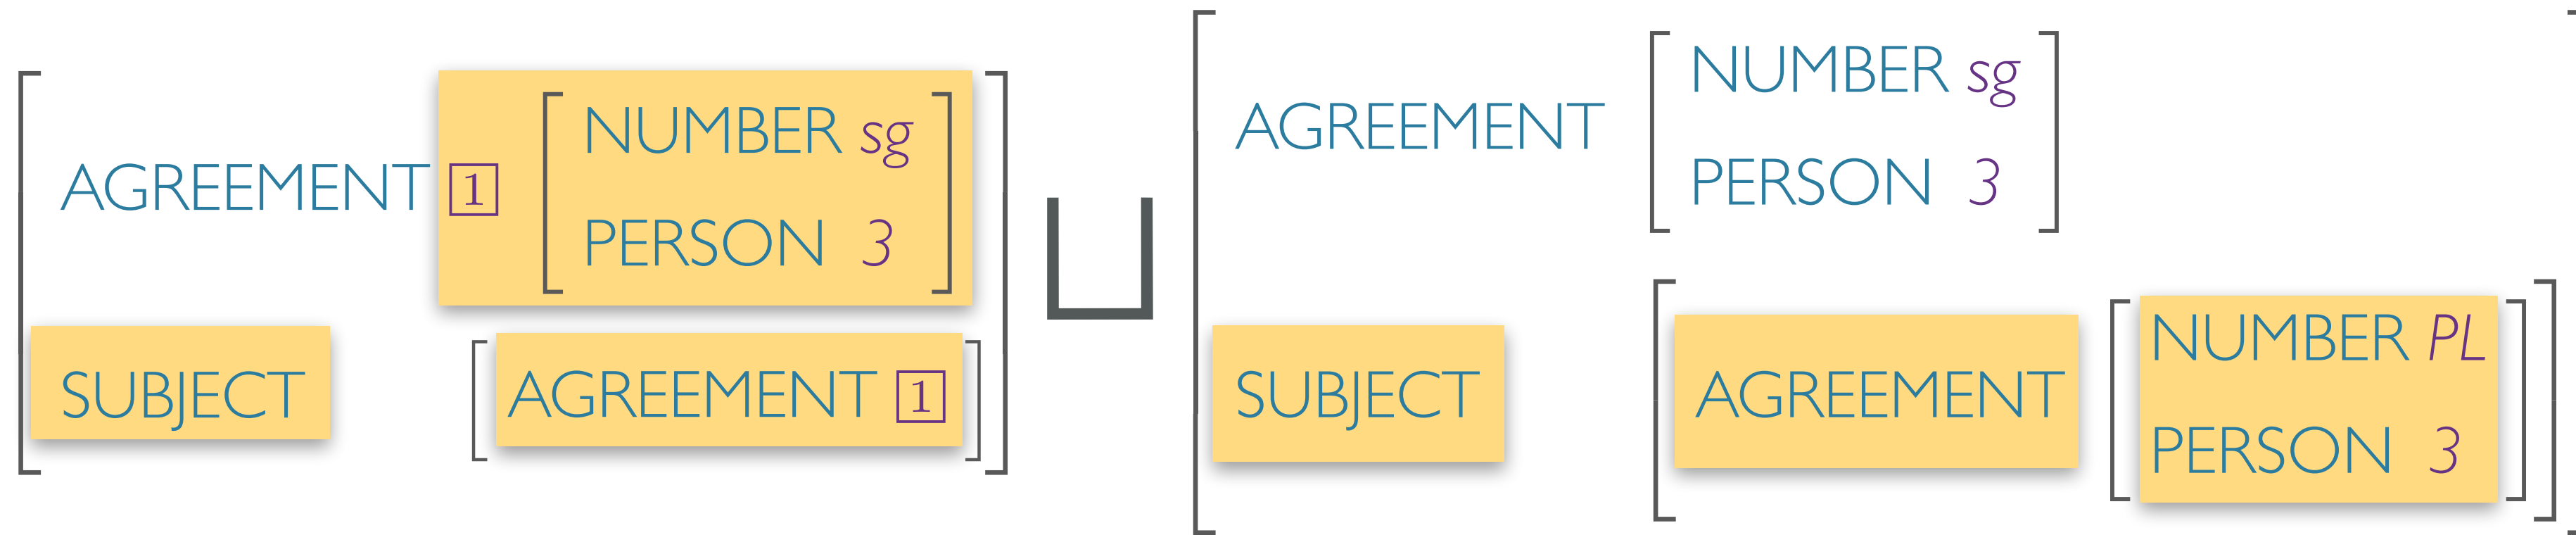 AGREEMENT 1 NUMBER sg
PERSON 3
SUBJECT AGREEMENT 1
⊔
AGREEMENT NUMBER sg
PERSON 3
SUBJECT AGREEMENT NUMBER PL
PERSON 3